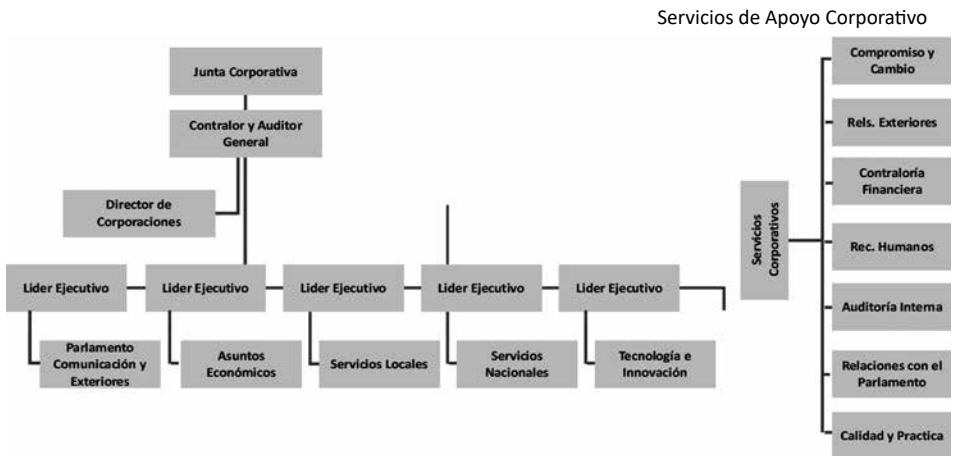 Servicios de Apoyo Corporativo
Junta Corporativa
Contralor y Auditor
General
Director de
Corporaciones
Lider Ejecutivo
Lider Ejecutivo
Lider Ejecutivo
Lider Ejecutivo
Lider Ejecutivo
Parlamento
Comunicación y
Exteriores
Asuntos
Económicos
Servicios Locales
Servicios
Nacionales
Tecnología e
Innovación
Servicios
Corporativos
Compromiso y
Cambio
Rels. Exteriores
Contraloría
Financiera
Rec. Humanos
Auditoría Interna
Relaciones con el
Parlamento
Calidad y Practica